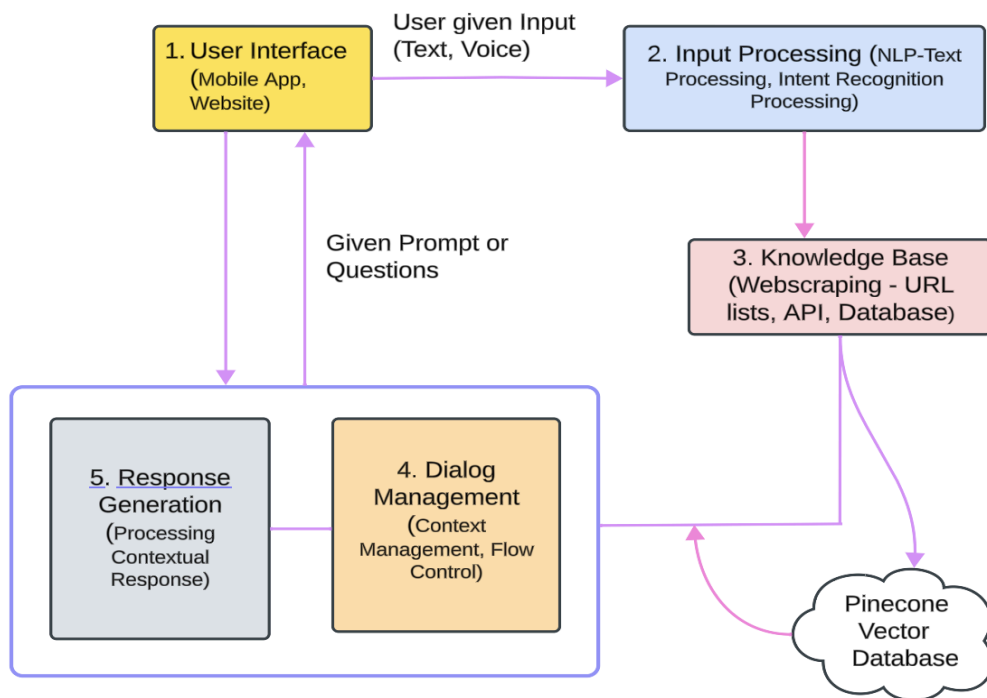 User given Input
(Text, Voice)
1. User Interface
(Mobile App,
Website)
2. Input Processing (NLP-Text
Processing, Intent Recognition
Processing)
Given Prompt or
Questions
3. Knowledge Base
(Webscraping - URL
lists, API, Database)
5. Response
Generation
(Processing
Contextual
Response)
4. Dialog
Management
(Context
Management, Flow
Control)
Pinecone
Vector
Database